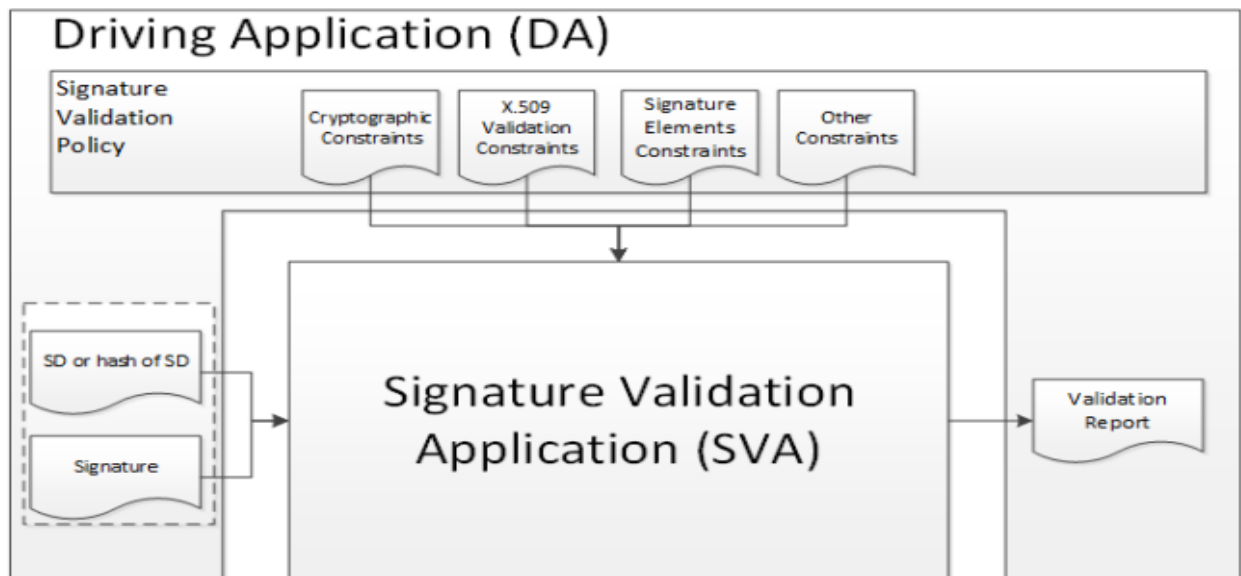 Driving Application (DA)
Signature
Validation
Policy
Cryptographic
Constraints
X.509
Validation
Constraints
Signature
Elements
Constraints
Other
Constraints
SD or hash of SD
Signature
Signature Validation
Application (SVA)
Validation
Report